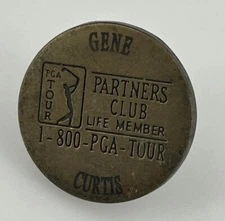 GENE
PGA
TOUR
PARTNERS
CLUB
LIFE MEMBER
1-800-PGA-TOUR
CURTIS